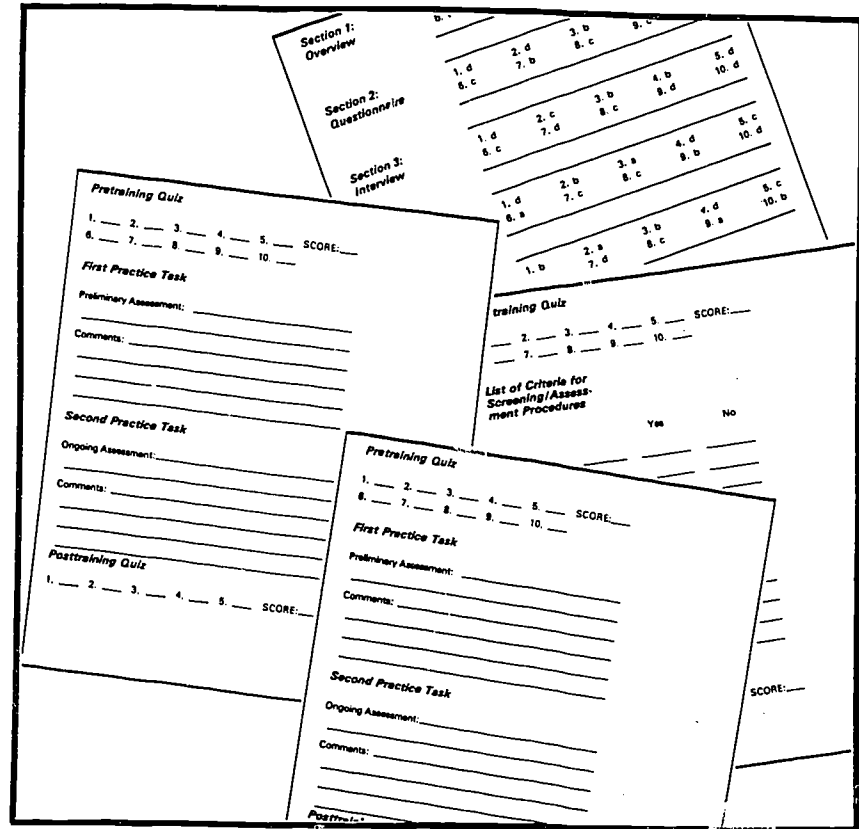 Section 1:
Overview
1. d 2. d 3. b
6. c 7. b 8. c 9. c
Section 2:
Questionnaire
1. d 2. c 3. b 4. b 5. d
6. c 7. d 8. c 9. d 10. d
Section 3:
Interview
1. d 2. b 3. a 4. d 5. c
6. a 7. c 8. c 9. b 10. d
1. b 2. a 3. b 4. d 5. c
7. d 8. c 9. a 10. b
Pretraining Quiz
1. ___ 2. ___ 3. ___ 4. ___ 5. ___ SCORE:___
6. ___ 7. ___ 8. ___ 9. ___ 10. ___
First Practice Task
Preliminary Assessment:
Comments:
Second Practice Task
Ongoing Assessment:
Comments:
Posttraining Quiz
1. ___ 2. ___ 3. ___ 4. ___ 5. ___ SCORE:
training Quiz
___ 2. ___ 3. ___ 4. ___ 5. ___ SCORE:___
___ 7. ___ 8. ___ 9. ___ 10. ___
List of Criteria for
Screening/Assess-
ment Procedures
Yes No
SCORE:___
Pretraining Quiz
1. ___ 2. ___ 3. ___ 4. ___ 5. ___ SCORE:
6. ___ 7. ___ 8. ___ 9. ___ 10. ___
First Practice Task
Preliminary Assessment:
Comments:
Second Practice Task
Ongoing Assessment:
Comments: